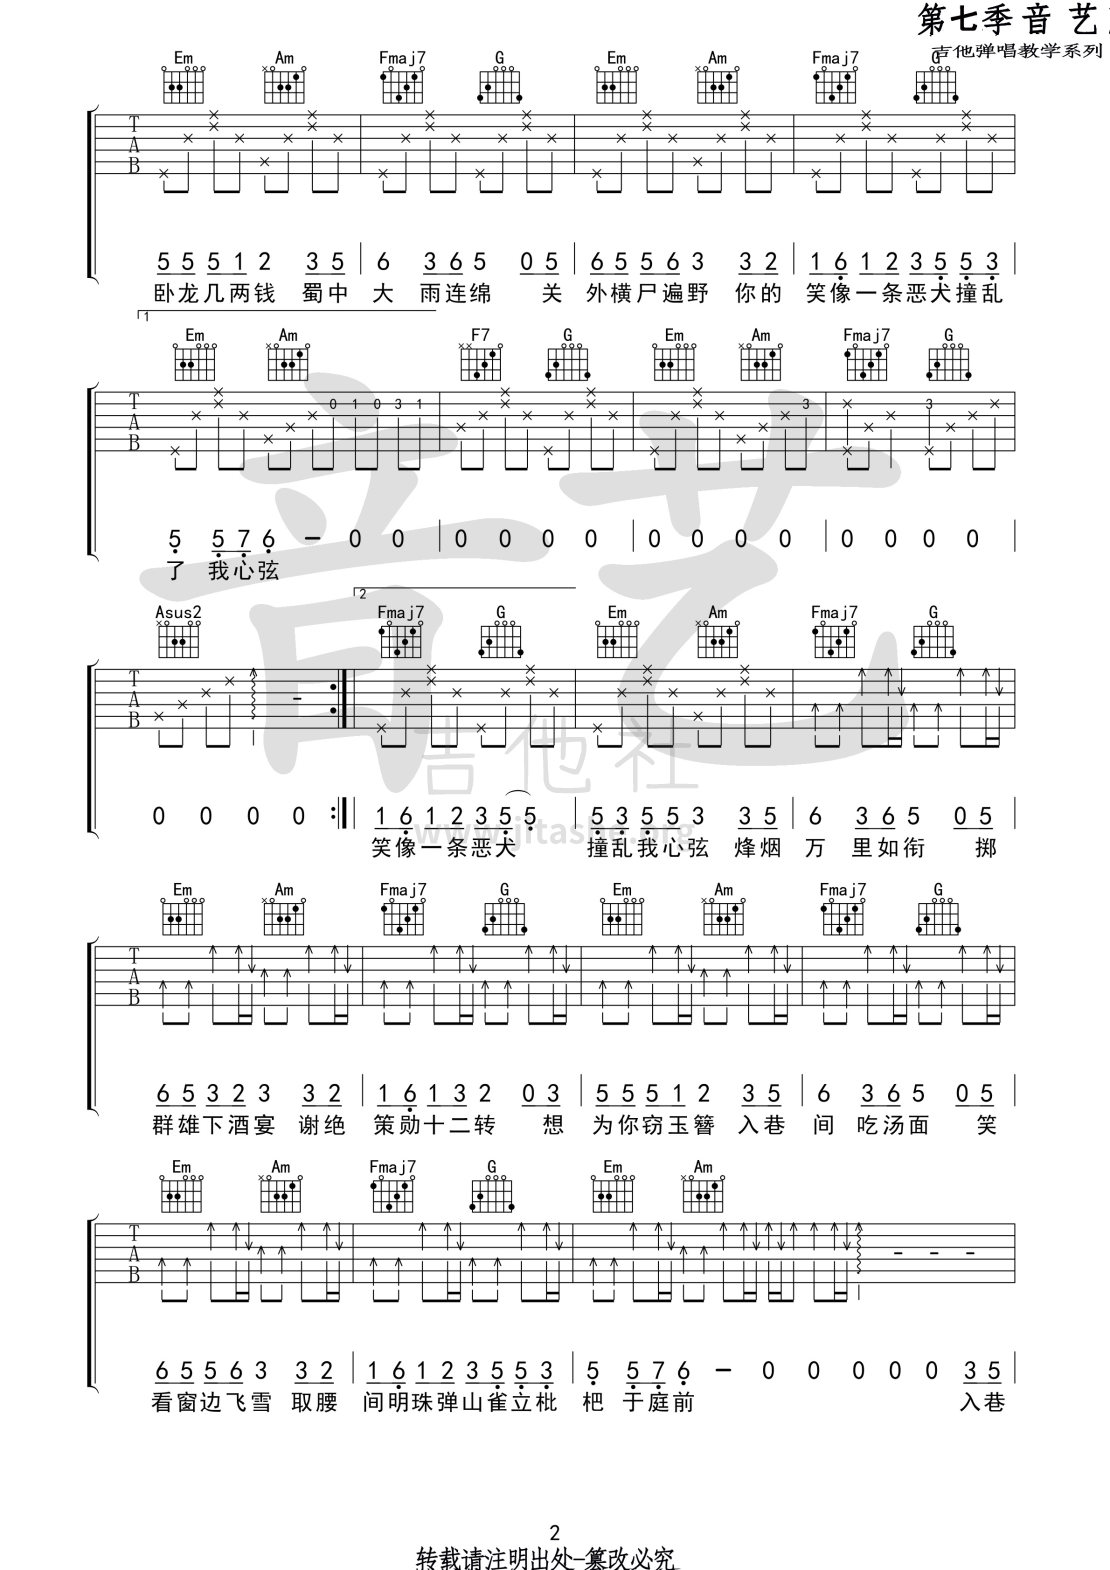 第七季音 艺
吉他弹唱教学系列
Em Am Fmaj7 G Em Am Fmaj7 G
T
A
B
5 5 5 1 2 3 5 6 3 6 5 0 5 6 5 5 6 3 3 2 1 6 1 2 3 5 5 3
卧龙几两钱 蜀中 大 雨连绵 关 外横尸遍野 你的 笑像一条恶犬撞乱
1
Em Am F7 G Em Am Fmaj7 G
T
A
B
0 1 0 3 1 3 3
5 5 7 6 - 0 0 0 0 0 0 0 0 0 0 0 0 0 0
了 我心弦
2
Asus2 Fmaj7 G Em Am Fmaj7 G
T
A
B
0 0 0 0 1 6 1 2 3 5 5 5 3 5 5 3 3 5 6 3 6 5 0 5
笑像一条恶犬 撞乱我心弦 烽烟 万 里如衔 掷
Em Am Fmaj7 G Em Am Fmaj7 G
T
A
B
6 5 3 2 3 3 2 1 6 1 3 2 0 3 5 5 5 1 2 3 5 6 3 6 5 0 5
群雄下酒宴 谢绝 策勋十二转 想 为你窃玉簪 入巷 间 吃汤面 笑
Em Am Fmaj7 G Em Am
T
A
B
6 5 5 6 3 3 2 1 6 1 2 3 5 5 3 5 5 7 6 - 0 0 0 0 0 3 5
看窗边飞雪 取腰 间明珠弹山雀立枇 杷 于庭前 入巷
音艺
吉他社
www.jitashe.org
2
转载请注明出处-篡改必究